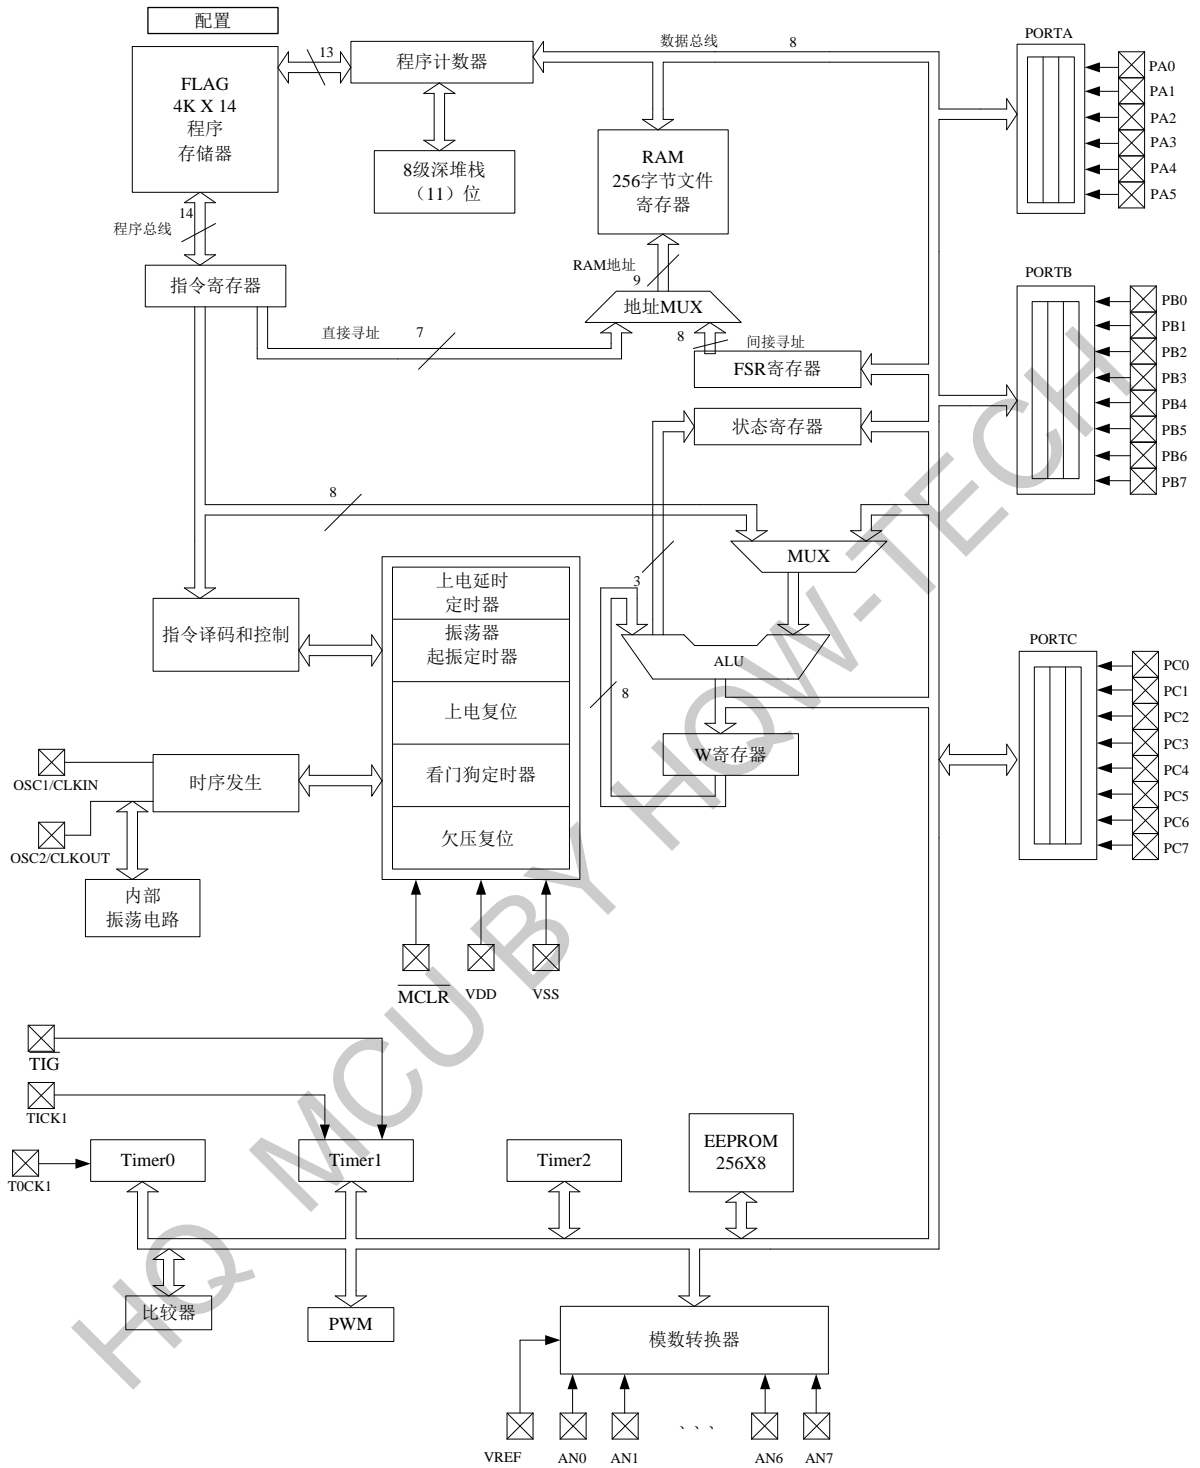 配置
FLAG
4K X 14
程序
存储器
13
程序计数器
数据总线
8
8级深堆栈
（11）位
RAM
256字节文件
寄存器
PORTA
PA0
PA1
PA2
PA3
PA4
PA5
14
程序总线
指令寄存器
RAM地址
9
地址MUX
直接寻址
7
8
间接寻址
FSR寄存器
状态寄存器
PORTB
PB0
PB1
PB2
PB3
PB4
PB5
PB6
PB7
8
MUX
3
ALU
8
W寄存器
指令译码和控制
上电延时
定时器
振荡器
起振定时器
上电复位
看门狗定时器
欠压复位
PORTC
PC0
PC1
PC2
PC3
PC4
PC5
PC6
PC7
OSC1/CLKIN
时序发生
OSC2/CLKOUT
内部
振荡电路
MCLR
VDD
VSS
TIG
TICK1
T0CK1
Timer0
Timer1
Timer2
EEPROM
256X8
比较器
PWM
模数转换器
VREF
AN0
AN1
、、、
AN6
AN7
HQ MCU BY HQW-TECH